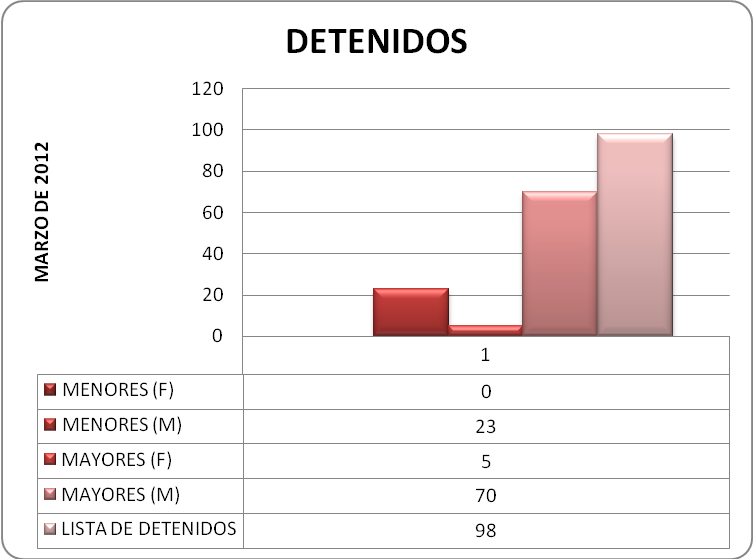 DETENIDOS
MARZO DE 2012
120
100
80
60
40
20
0
1
MENORES (F) 0
MENORES (M) 23
MAYORES (F) 5
MAYORES (M) 70
LISTA DE DETENIDOS 98